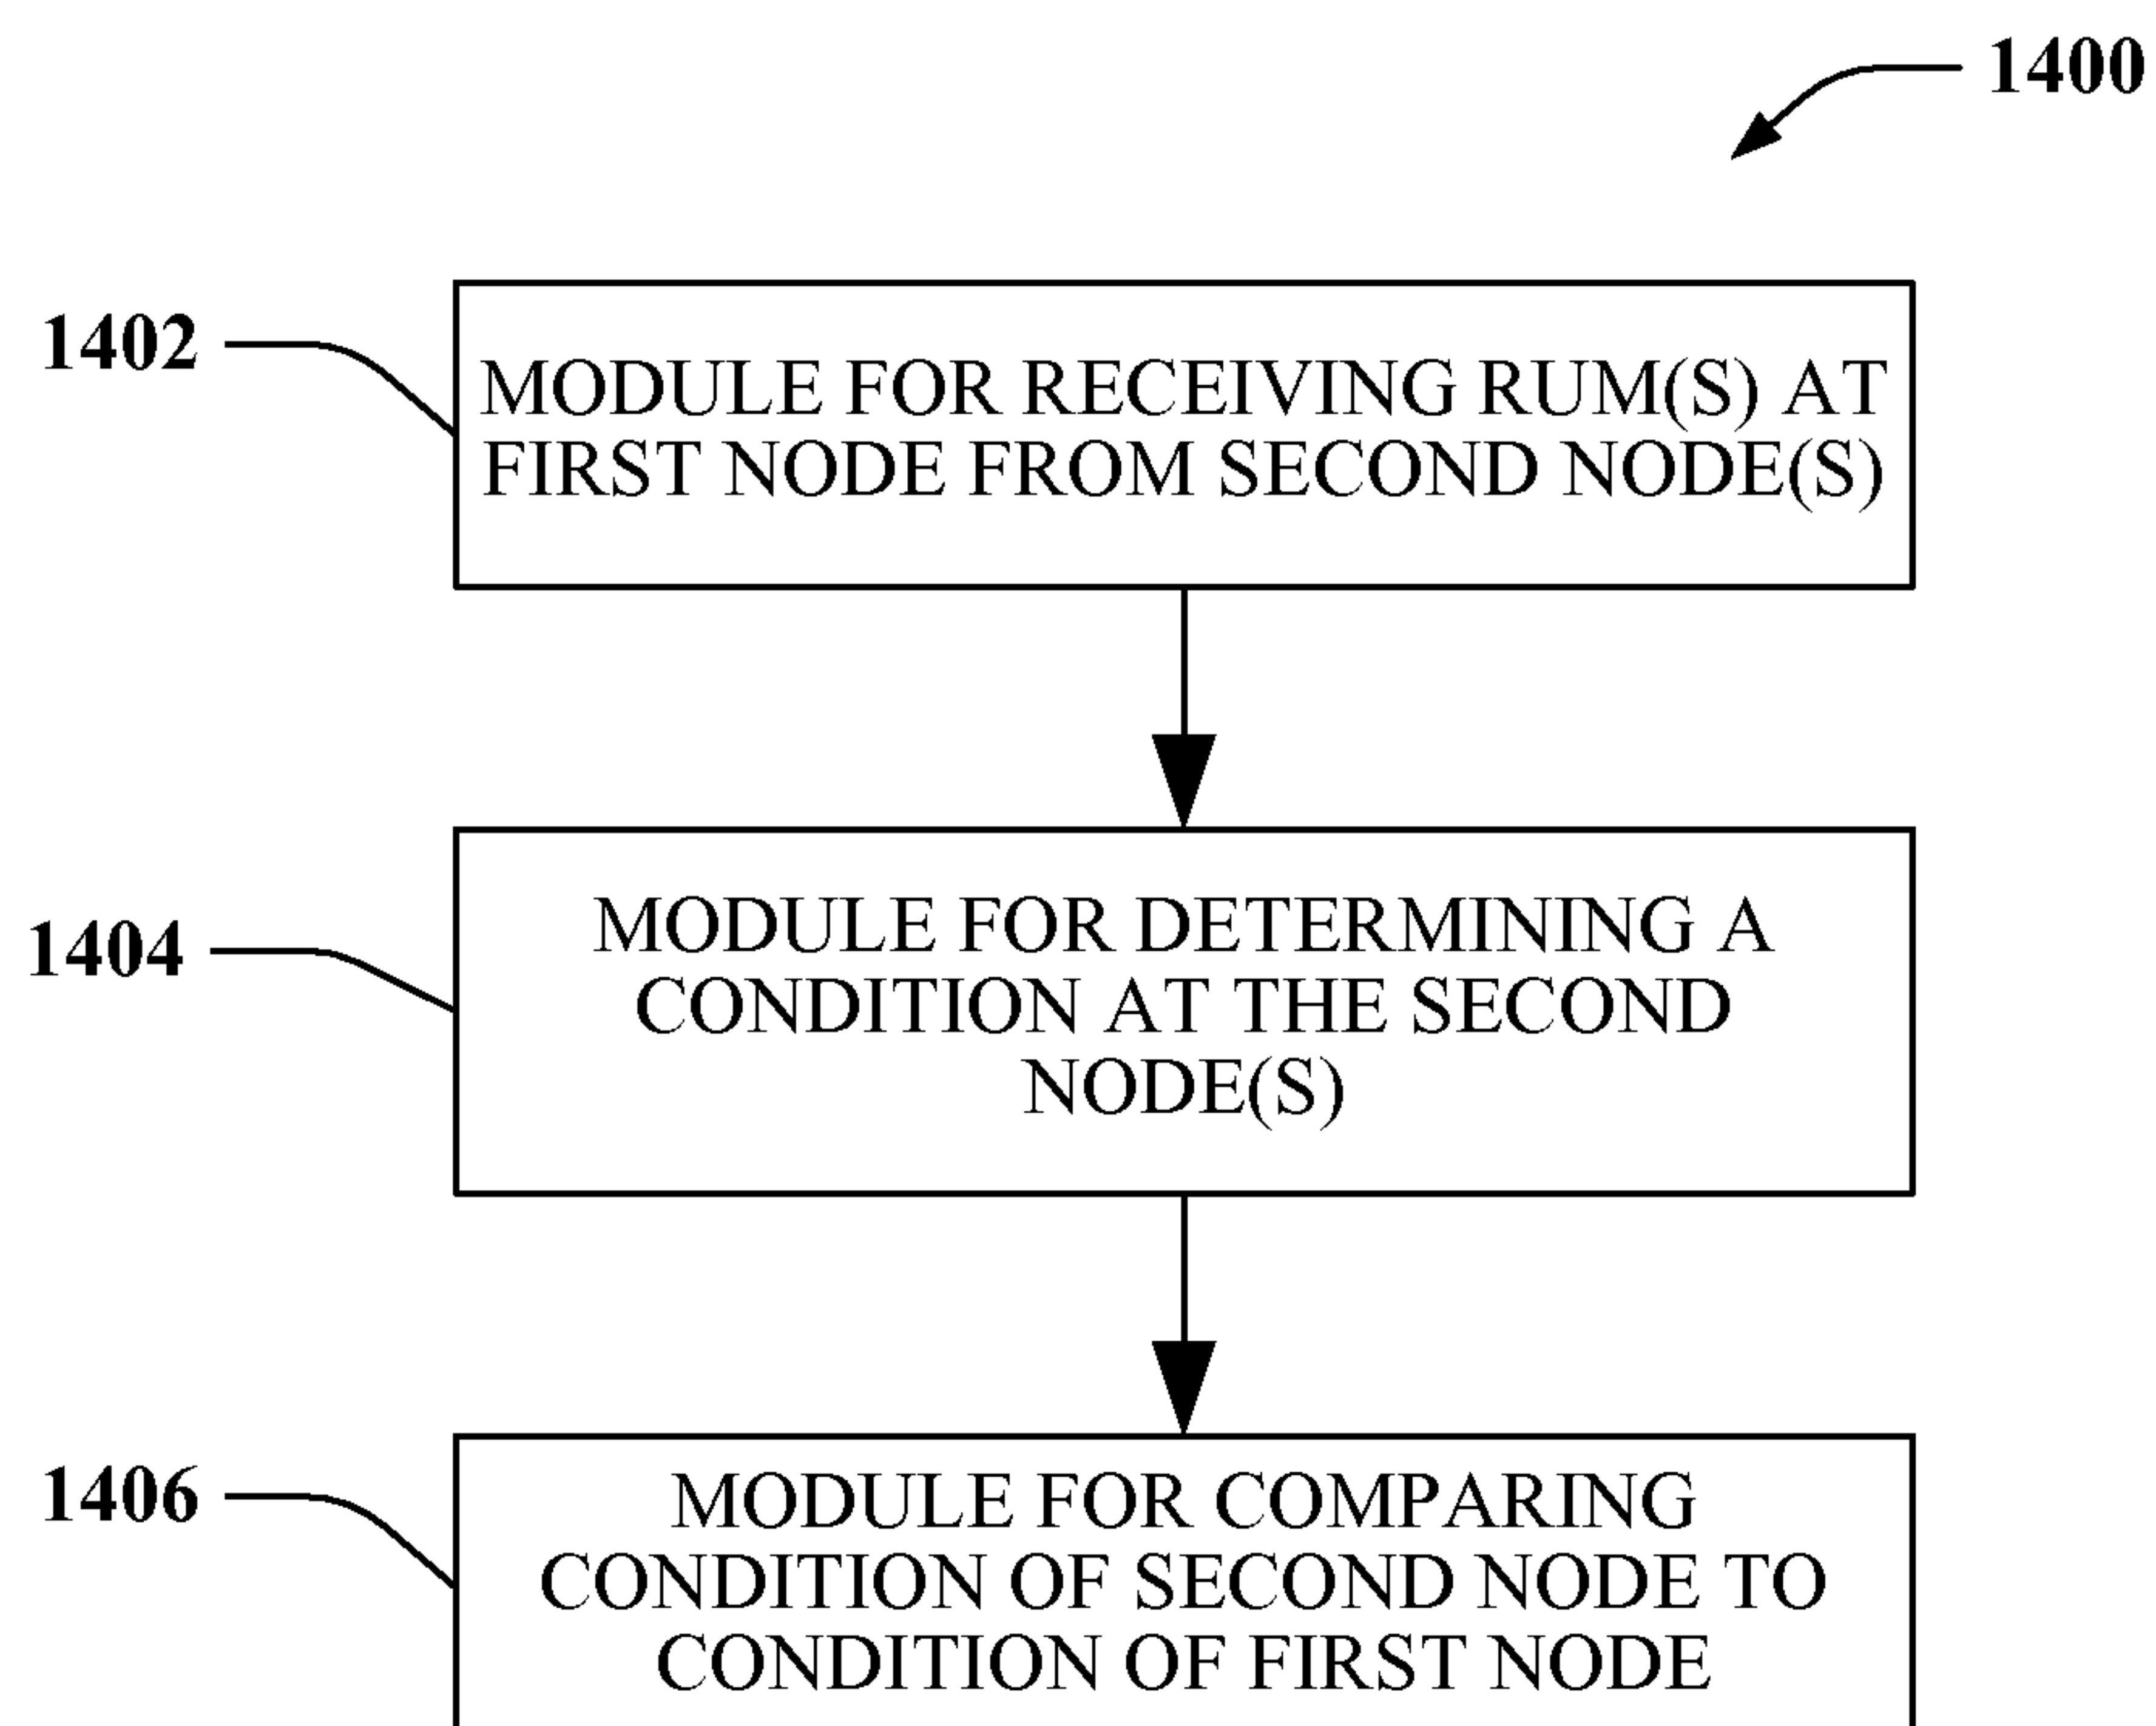 1400
1402
MODULE FOR RECEIVING RUM(S) AT
FIRST NODE FROM SECOND NODE(S)
1404
MODULE FOR DETERMINING A
CONDITION AT THE SECOND
NODE(S)
1406
MODULE FOR COMPARING
CONDITION OF SECOND NODE TO
CONDITION OF FIRST NODE